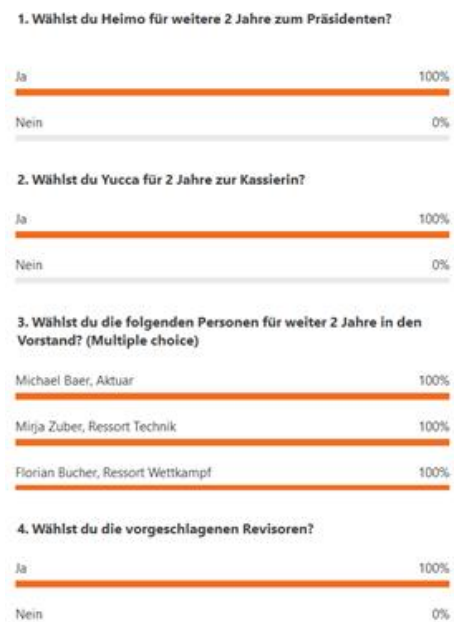 1. Wählst du Heimo für weitere 2 Jahre zum Präsidenten?
Ja 100%
Nein 0%
2. Wählst du Yucca für 2 Jahre zur Kassierin?
Ja 100%
Nein 0%
3. Wählst du die folgenden Personen für weiter 2 Jahre in den
Vorstand? (Multiple choice)
Michael Baer, Aktuar 100%
Mirja Zuber, Ressort Technik 100%
Florian Bucher, Ressort Wettkampf 100%
4. Wählst du die vorgeschlagenen Revisoren?
Ja 100%
Nein 0%